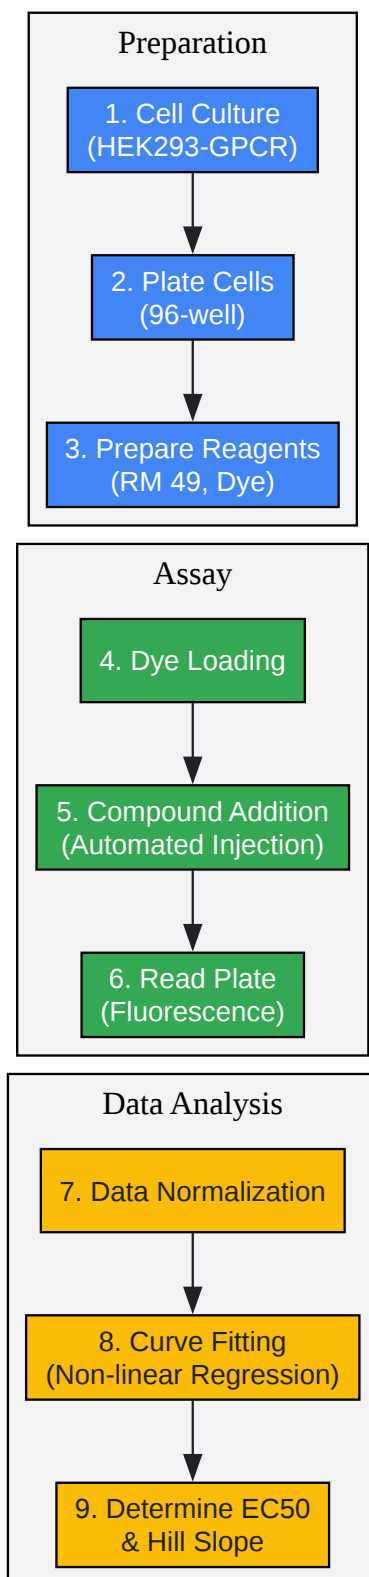 Preparation
1. Cell Culture
(HEK293-GPCR)
2. Plate Cells
(96-well)
3. Prepare Reagents
(RM 49, Dye)
Assay
4. Dye Loading
5. Compound Addition
(Automated Injection)
6. Read Plate
(Fluorescence)
Data Analysis
7. Data Normalization
8. Curve Fitting
(Non-linear Regression)
9. Determine EC50
& Hill Slope